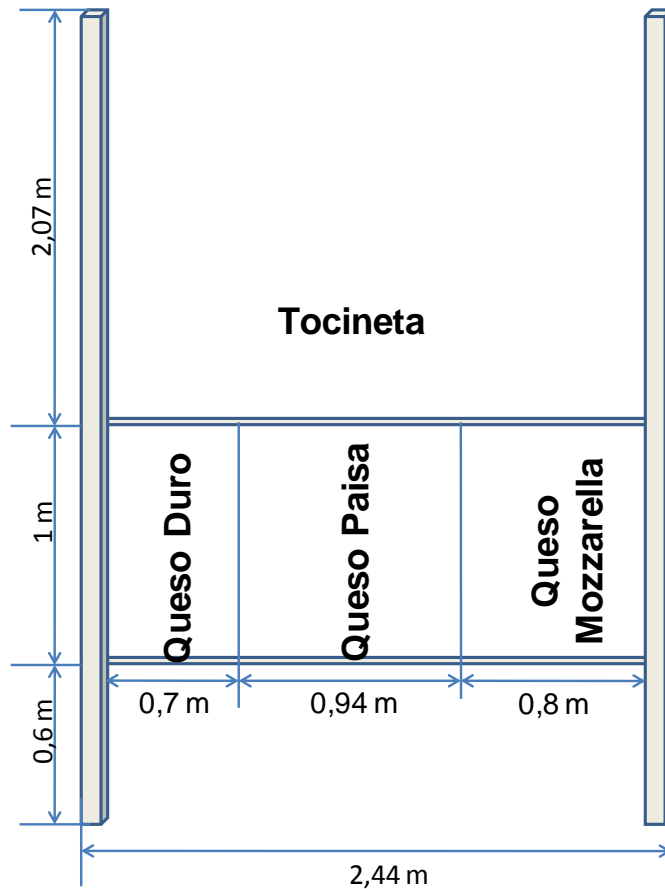 2,07 m
Tocineta
1 m
Queso Duro
Queso Paisa
Queso
Mozzarella
0,6 m
0,7 m
0,94 m
0,8 m
2,44 m